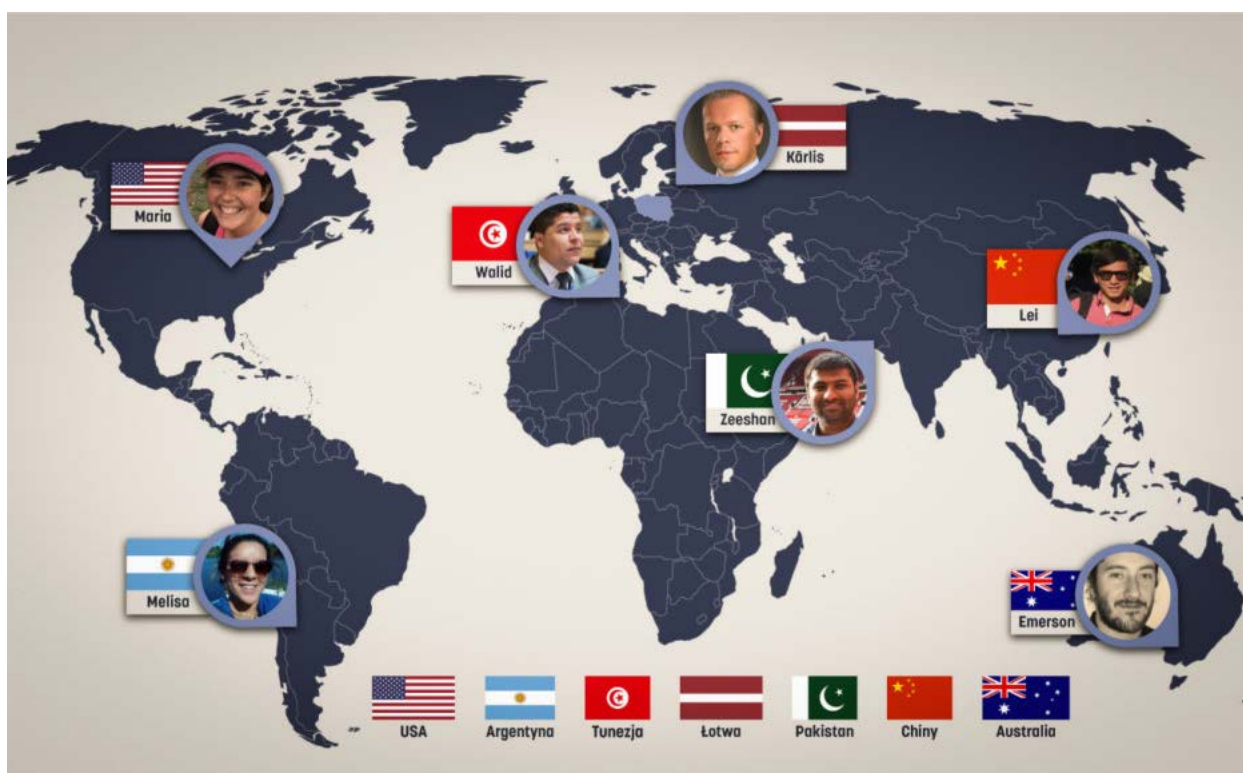 Kārlis
Maria
Walid
Lei
Zeeshan
Melisa
Emerson
USA
Argentyna
Tunezja
Łotwa
Pakistan
Chiny
Australia